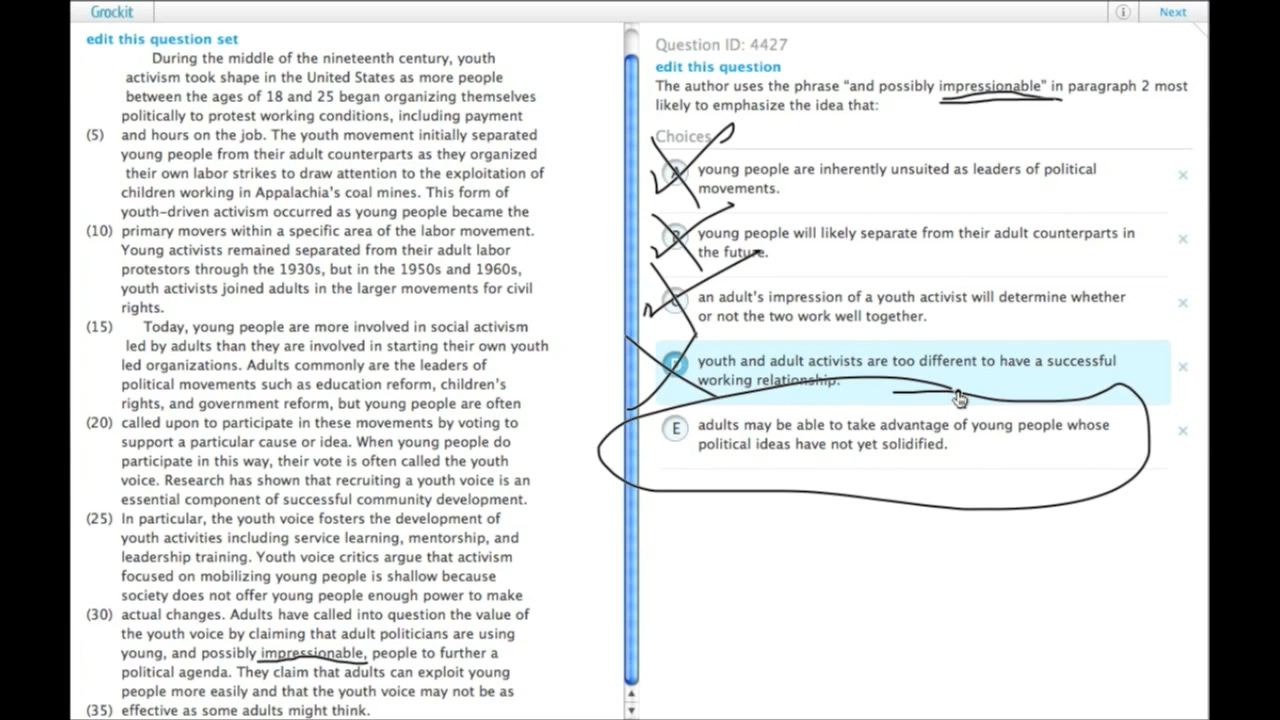 Grockit
Next
edit this question set
During the middle of the nineteenth century, youth
activism took shape in the United States as more people
between the ages of 18 and 25 began organizing themselves
politically to protest working conditions, including payment
(5) and hours on the job. The youth movement initially separated
young people from their adult counterparts as they organized
their own labor strikes to draw attention to the exploitation of
children working in Appalachia's coal mines. This form of
youth-driven activism occurred as young people became the
(10) primary movers within a specific area of the labor movement.
Young activists remained separated from their adult labor
protestors through the 1930s, but in the 1950s and 1960s,
youth activists joined adults in the larger movements for civil
rights.
(15) Today, young people are more involved in social activism
led by adults than they are involved in starting their own youth
led organizations. Adults commonly are the leaders of
political movements such as education reform, children's
rights, and government reform, but young people are often
(20) called upon to participate in these movements by voting to
support a particular cause or idea. When young people do
participate in this way, their vote is often called the youth
voice. Research has shown that recruiting a youth voice is an
essential component of successful community development.
(25) In particular, the youth voice fosters the development of
youth activities including service learning, mentorship, and
leadership training. Youth voice critics argue that activism
focused on mobilizing young people is shallow because
society does not offer young people enough power to make
(30) actual changes. Adults have called into question the value of
the youth voice by claiming that adult politicians are using
young, and possibly impressionable, people to further a
political agenda. They claim that adults can exploit young
people more easily and that the youth voice may not be as
(35) effective as some adults might think.
Question ID: 4427
edit this question
The author uses the phrase “and possibly impressionable” in paragraph 2 most
likely to emphasize the idea that:
Choices
A young people are inherently unsuited as leaders of political
movements.
B young people will likely separate from their adult counterparts in
the future.
C an adult's impression of a youth activist will determine whether
or not the two work well together.
D youth and adult activists are too different to have a successful
working relationship.
E adults may be able to take advantage of young people whose
political ideas have not yet solidified.